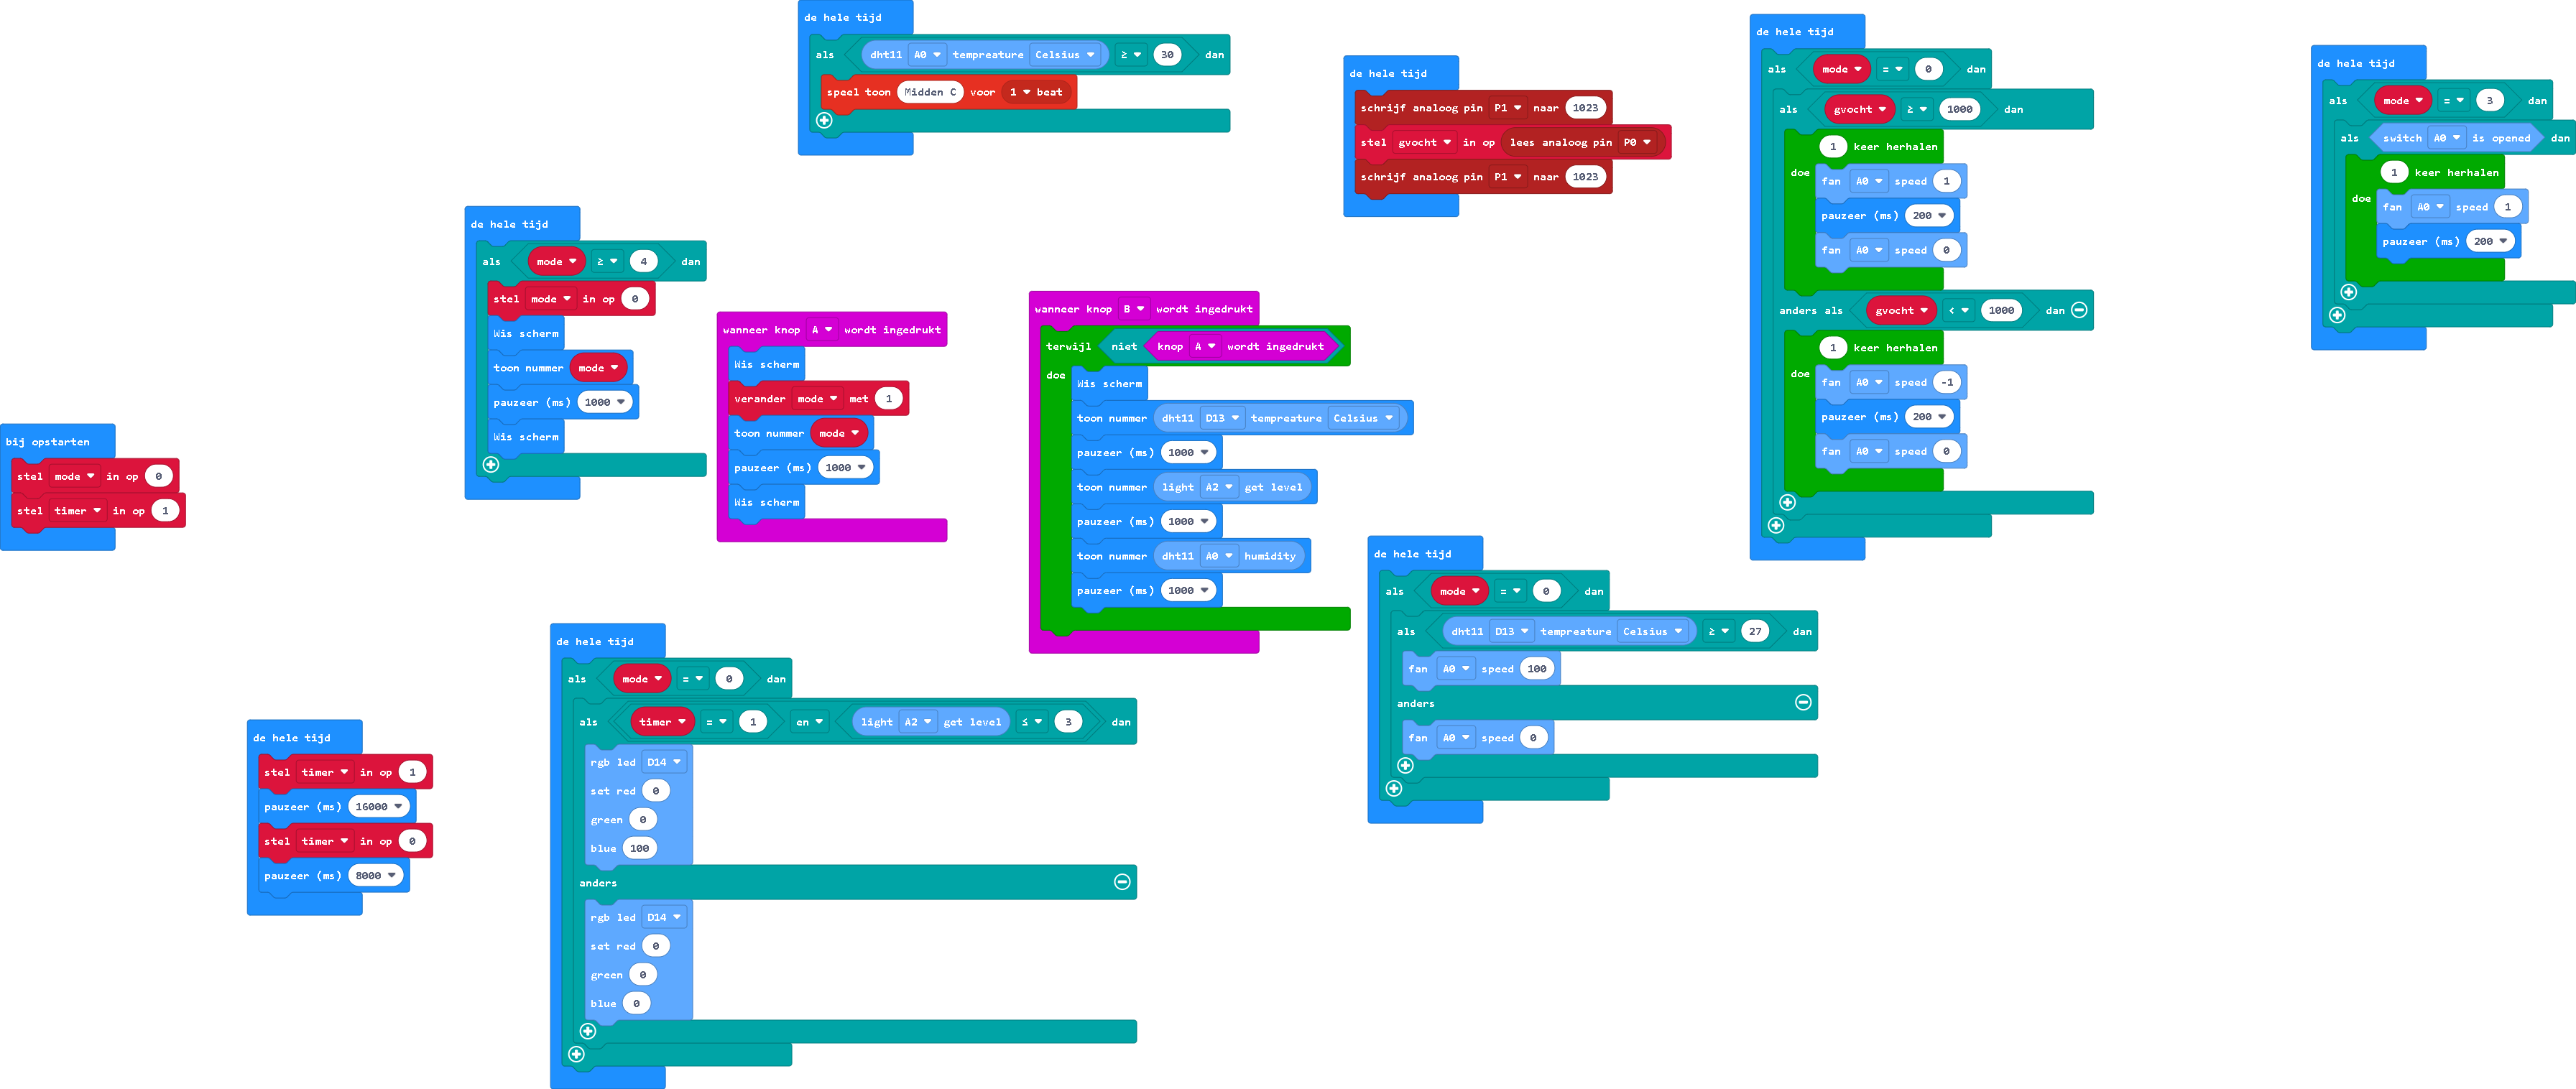 de hele tijd
als dht11 A0 tempreature Celsius ≥ 30 dan
speel toon Midden C voor 1 beat
de hele tijd
schrijf analoog pin P1 naar 1023
stel gvocht in op lees analoog pin P0
schrijf analoog pin P1 naar 1023
de hele tijd
als mode = 0 dan
als gvocht ≥ 1000 dan
1 keer herhalen
doe fan A0 speed 1
pauzeer (ms) 200
fan A0 speed 0
anders als gvocht < 1000 dan
1 keer herhalen
doe fan A0 speed -1
pauzeer (ms) 200
fan A0 speed 0
de hele tijd
als mode = 3 dan
als switch A0 is opened dan
1 keer herhalen
doe fan A0 speed 1
pauzeer (ms) 200
de hele tijd
als mode ≥ 4 dan
stel mode in op 0
Wis scherm
toon nummer mode
pauzeer (ms) 1000
Wis scherm
wanneer knop A wordt ingedrukt
Wis scherm
verander mode met 1
toon nummer mode
pauzeer (ms) 1000
Wis scherm
wanneer knop B wordt ingedrukt
terwijl niet knop A wordt ingedrukt
doe Wis scherm
toon nummer dht11 D13 tempreature Celsius
pauzeer (ms) 1000
toon nummer light A2 get level
pauzeer (ms) 1000
toon nummer dht11 A0 humidity
pauzeer (ms) 1000
bij opstarten
stel mode in op 0
stel timer in op 1
de hele tijd
als mode = 0 dan
als dht11 D13 tempreature Celsius ≥ 27 dan
fan A0 speed 100
anders
fan A0 speed 0
de hele tijd
als mode = 0 dan
als timer = 1 en light A2 get level ≤ 3 dan
rgb led D14
set red 0
green 0
blue 100
anders
rgb led D14
set red 0
green 0
blue 0
de hele tijd
stel timer in op 1
pauzeer (ms) 16000
stel timer in op 0
pauzeer (ms) 8000